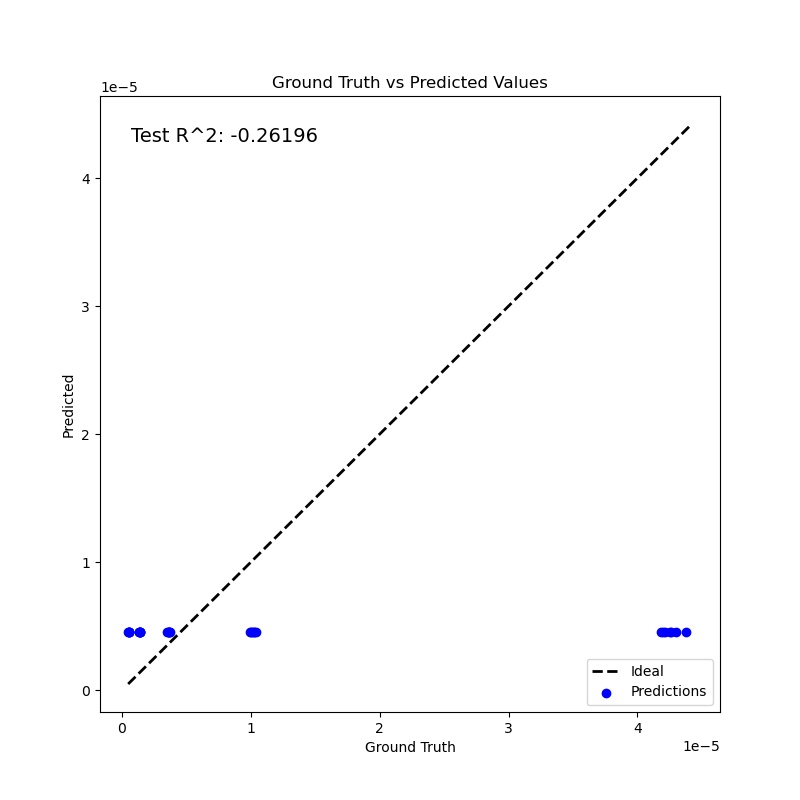 Ground Truth vs Predicted Values
1e−5
Test R^2: -0.26196
4
3
2
1
0
Predicted
Ideal
Predictions
0 1 2 3 4
1e−5
Ground Truth